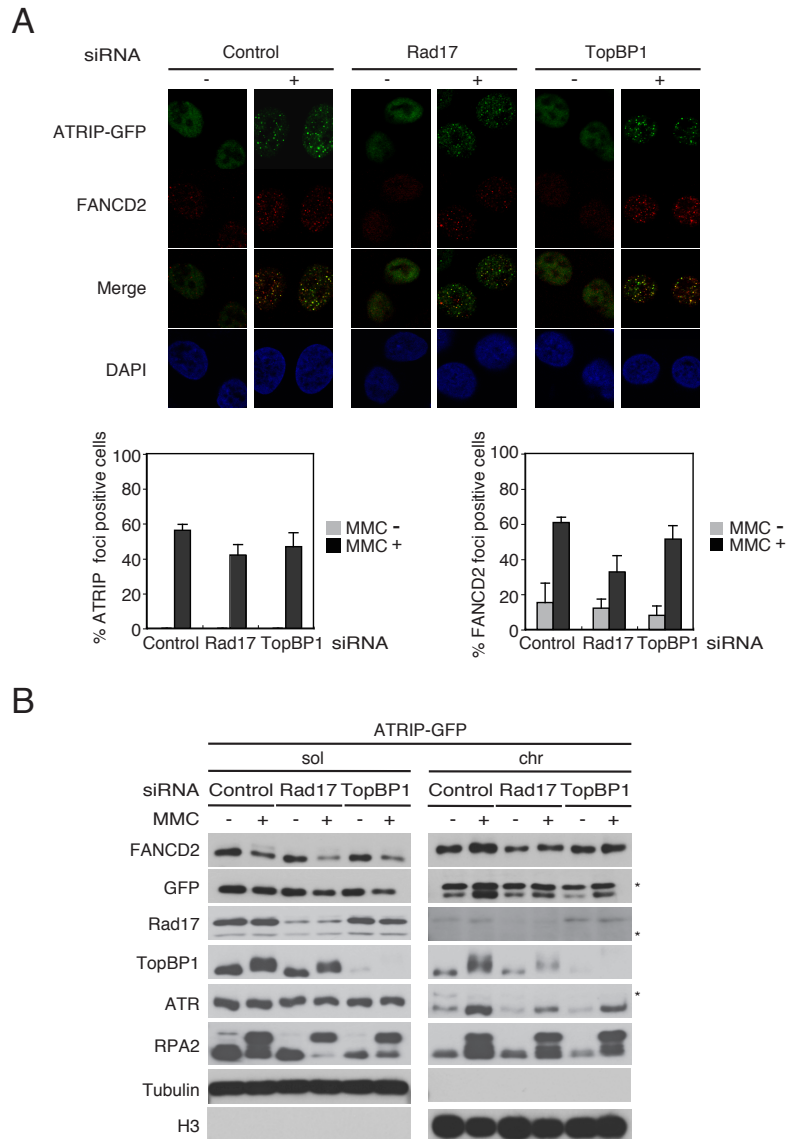 A
siRNA Control Rad17 TopBP1
- + - + - +
ATRIP-GFP
FANCD2
Merge
DAPI
% ATRIP foci positive cells
100
80
60
40
20
0
Control Rad17 TopBP1 siRNA
MMC -
MMC +
% FANCD2 foci positive cells
100
80
60
40
20
0
Control Rad17 TopBP1 siRNA
MMC -
MMC +
B
ATRIP-GFP
sol chr
siRNA Control Rad17 TopBP1 Control Rad17 TopBP1
MMC - + - + - + - + - + - +
FANCD2
GFP *
Rad17 *
TopBP1
ATR *
RPA2
Tubulin
H3